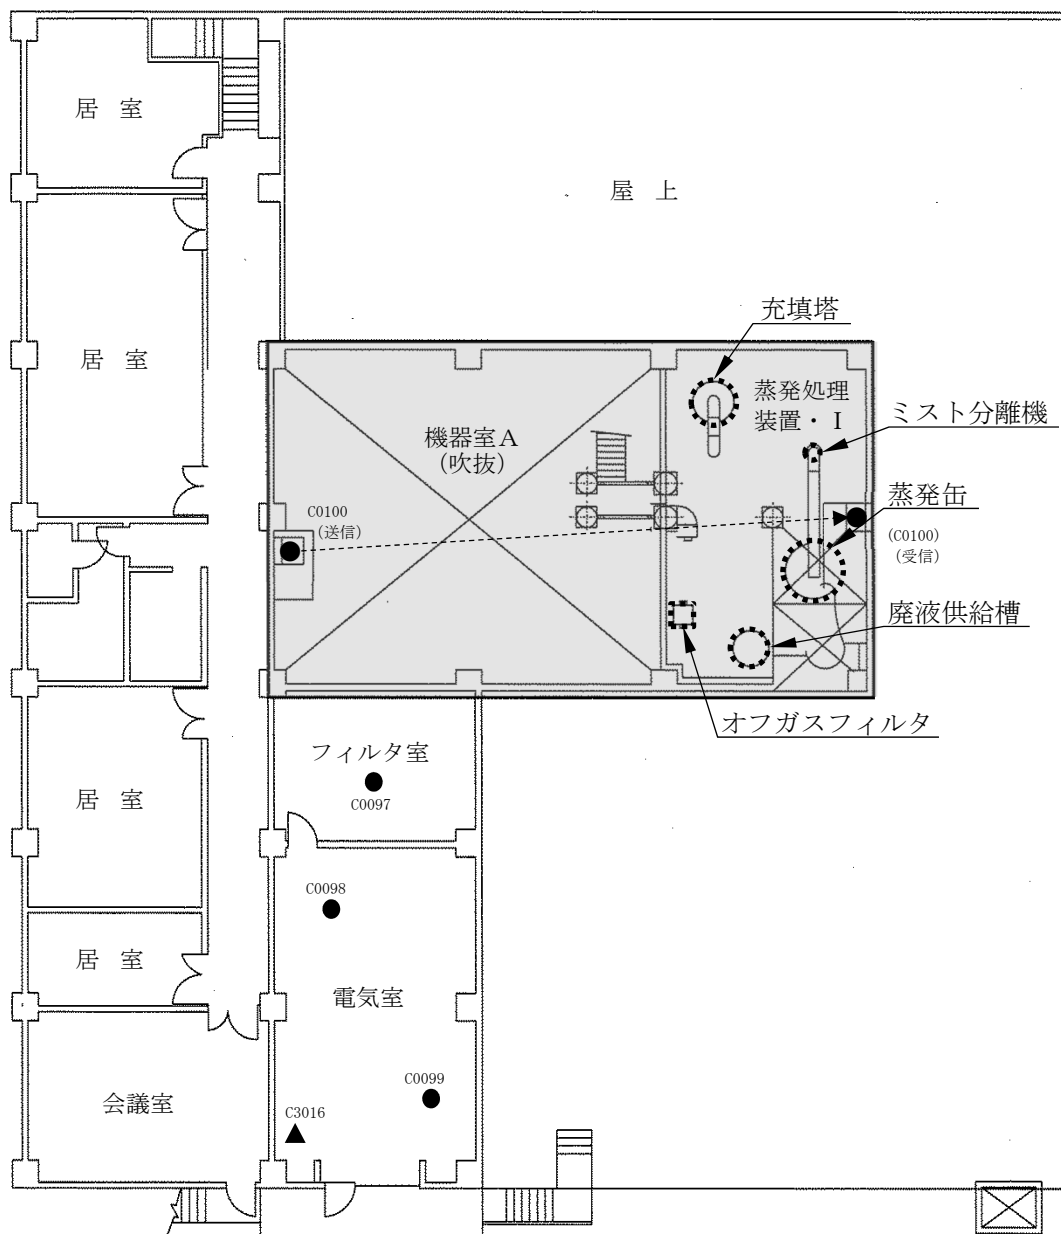 居 室
屋 上
充填塔
居 室
蒸発処理
装置・Ⅰ
ミスト分離機
機器室A
(吹抜)
蒸発缶
C0100
(送信)
(C0100)
(受信)
廃液供給槽
オフガスフィルタ
フィルタ室
居 室
C0097
C0098
居 室
電気室
C0099
会議室
C3016